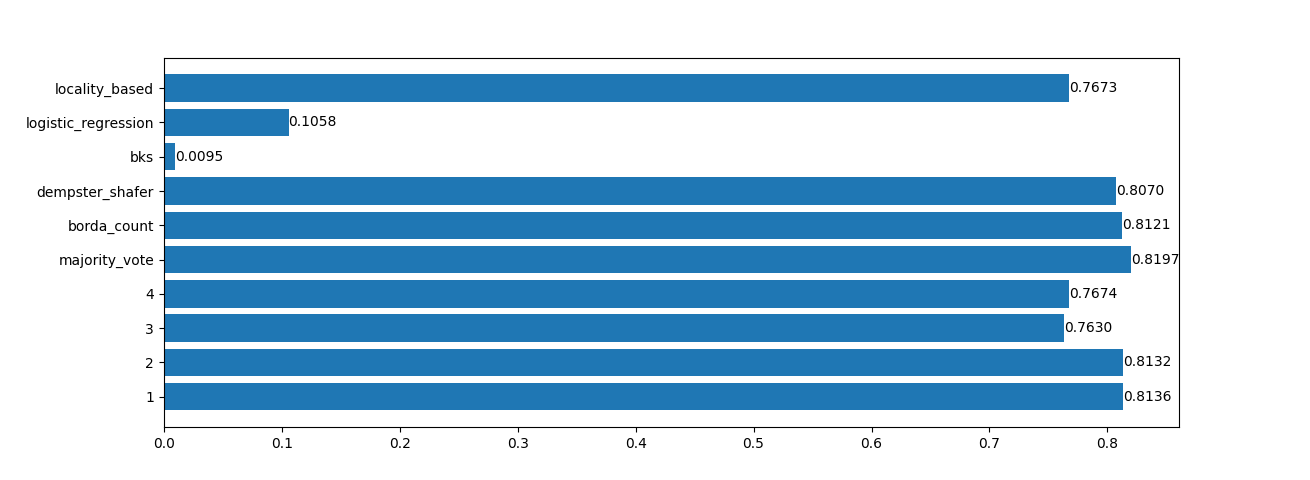 locality_based 0.7673
logistic_regression 0.1058
bks 0.0095
dempster_shafer 0.8070
borda_count 0.8121
majority_vote 0.8197
4 0.7674
3 0.7630
2 0.8132
1 0.8136
0.0 0.1 0.2 0.3 0.4 0.5 0.6 0.7 0.8